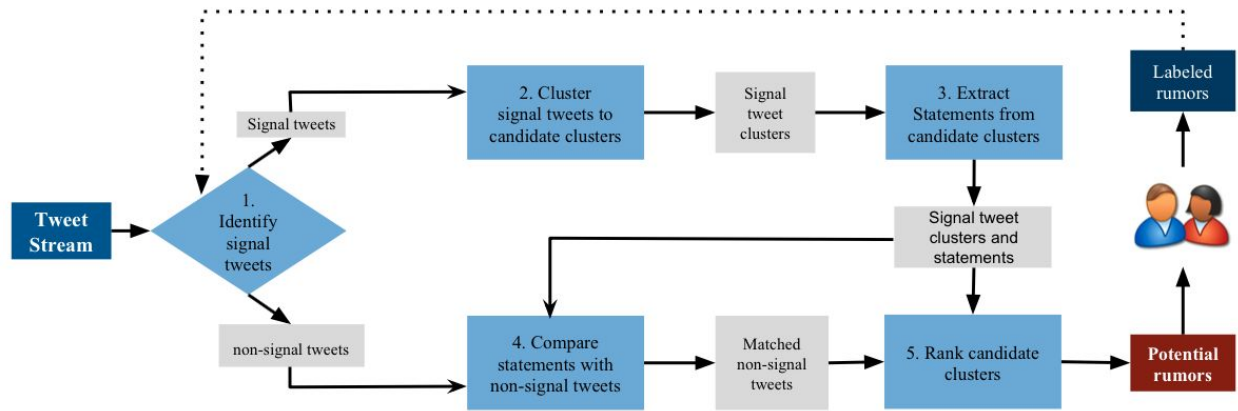 Tweet
Stream
1.
Identify
signal
tweets
Signal tweets
2. Cluster
signal tweets to
candidate clusters
Signal
tweet
clusters
3. Extract
Statements from
candidate clusters
Signal tweet
clusters and
statements
non-signal tweets
4. Compare
statements with
non-signal tweets
Matched
non-signal
tweets
5. Rank candidate
clusters
Potential
rumors
Labeled
rumors